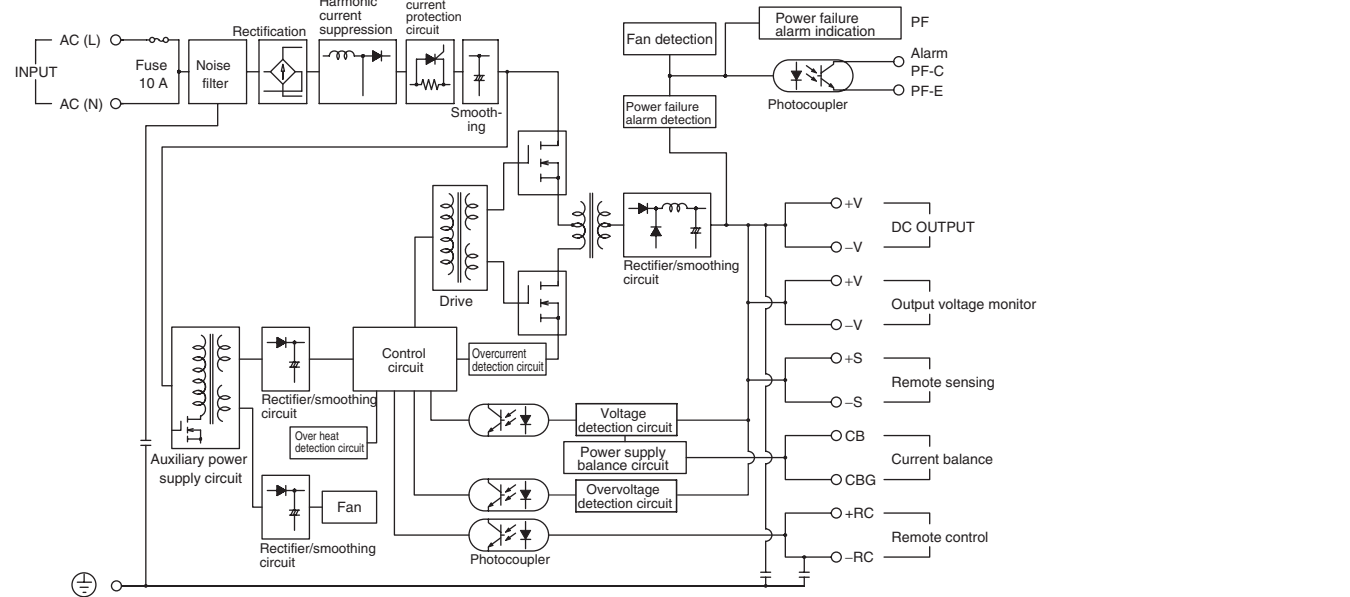 Harmonic
current
suppression
current
protection
circuit
Power failure
alarm indication
PF
AC (L)
Rectification
Fan detection
INPUT
Fuse
10 A
Noise
filter
Alarm
PF-C
PF-E
Photocoupler
AC (N)
Smooth-
ing
Power failure
alarm detection
Drive
Rectifier/smoothing
circuit
+V
DC OUTPUT
−V
+V
Output voltage monitor
−V
Control
circuit
Overcurrent
detection circuit
+S
Remote sensing
−S
Rectifier/smoothing
circuit
Over heat
detection circuit
Voltage
detection circuit
Power supply
balance circuit
CB
Current balance
CBG
Auxiliary power
supply circuit
Overvoltage
detection circuit
Fan
Rectifier/smoothing
circuit
Photocoupler
+RC
Remote control
−RC